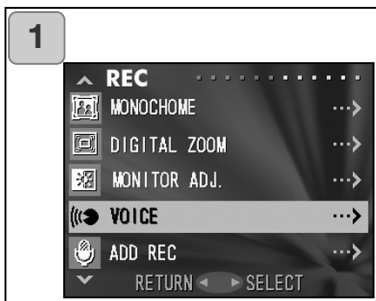 1
REC
MONOCHOME
DIGITAL ZOOM
MONITOR ADJ.
VOICE
ADD REC
RETURN SELECT